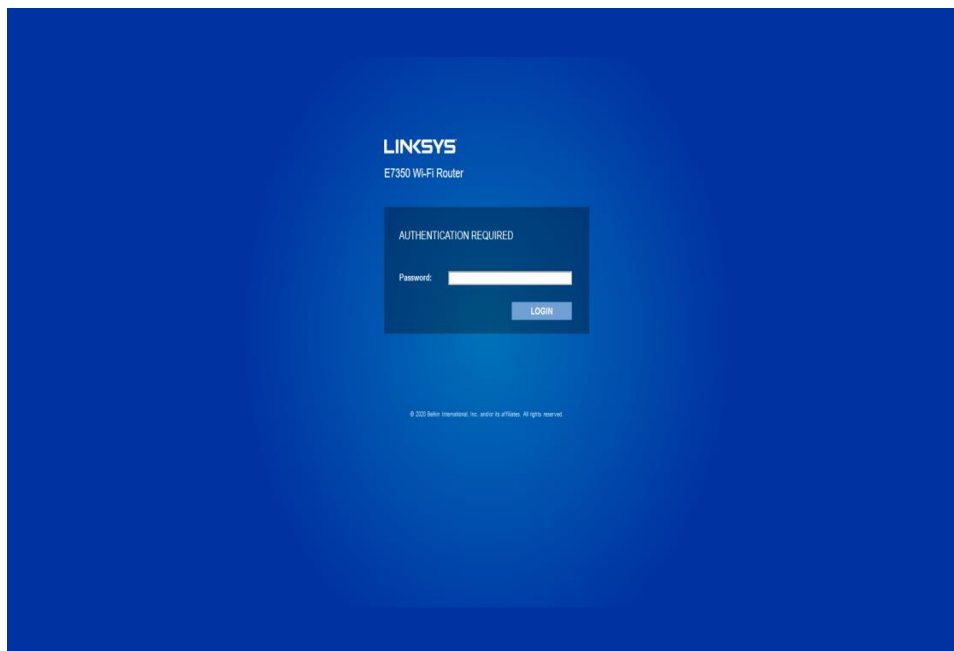 LINKSYS
E7350 Wi-Fi Router
AUTHENTICATION REQUIRED
Password:
LOGIN
© 2020 Belkin International, Inc. and/or its affiliates. All rights reserved.